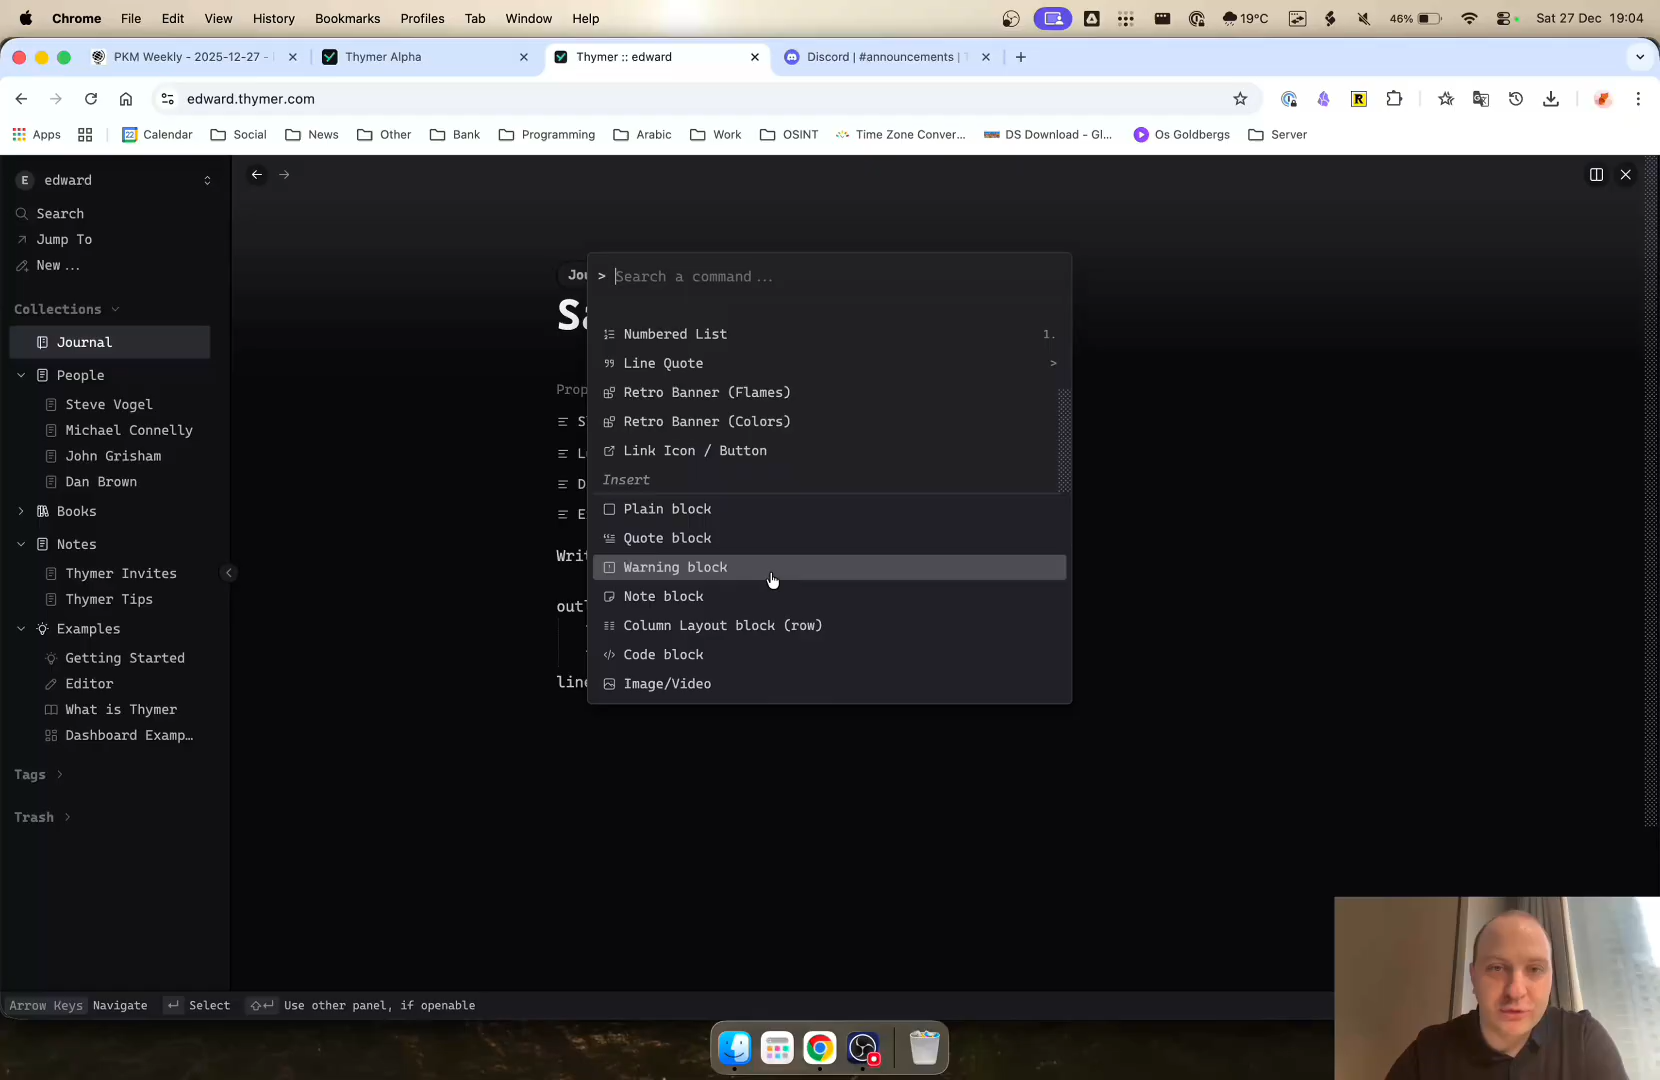 Chrome File Edit View History Bookmarks Profiles Tab Window Help 19°C 46% Sat 27 Dec 19:04
PKM Weekly - 2025-12-27 - Thymer Alpha Thymer :: edward Discord | #announcements |
edward.thymer.com
Apps Calendar Social News Other Bank Programming Arabic Work OSINT Time Zone Conver... DS Download - Gl... Os Goldbergs Server
E edward
Search
Jump To
New ...
Collections
Journal
People
Steve Vogel
Michael Connelly
John Grisham
Dan Brown
Books
Notes
Thymer Invites
Thymer Tips
Examples
Getting Started
Editor
What is Thymer
Dashboard Examp…
Tags
Trash
Jou
Sa
Prop
S
L
D
E
Writ
outl
line
> Search a command ...
Numbered List 1.
Line Quote >
Retro Banner (Flames)
Retro Banner (Colors)
Link Icon / Button
Insert
Plain block
Quote block
Warning block
Note block
Column Layout block (row)
Code block
Image/Video
Arrow Keys Navigate ↵ Select ⇧↵ Use other panel, if openable